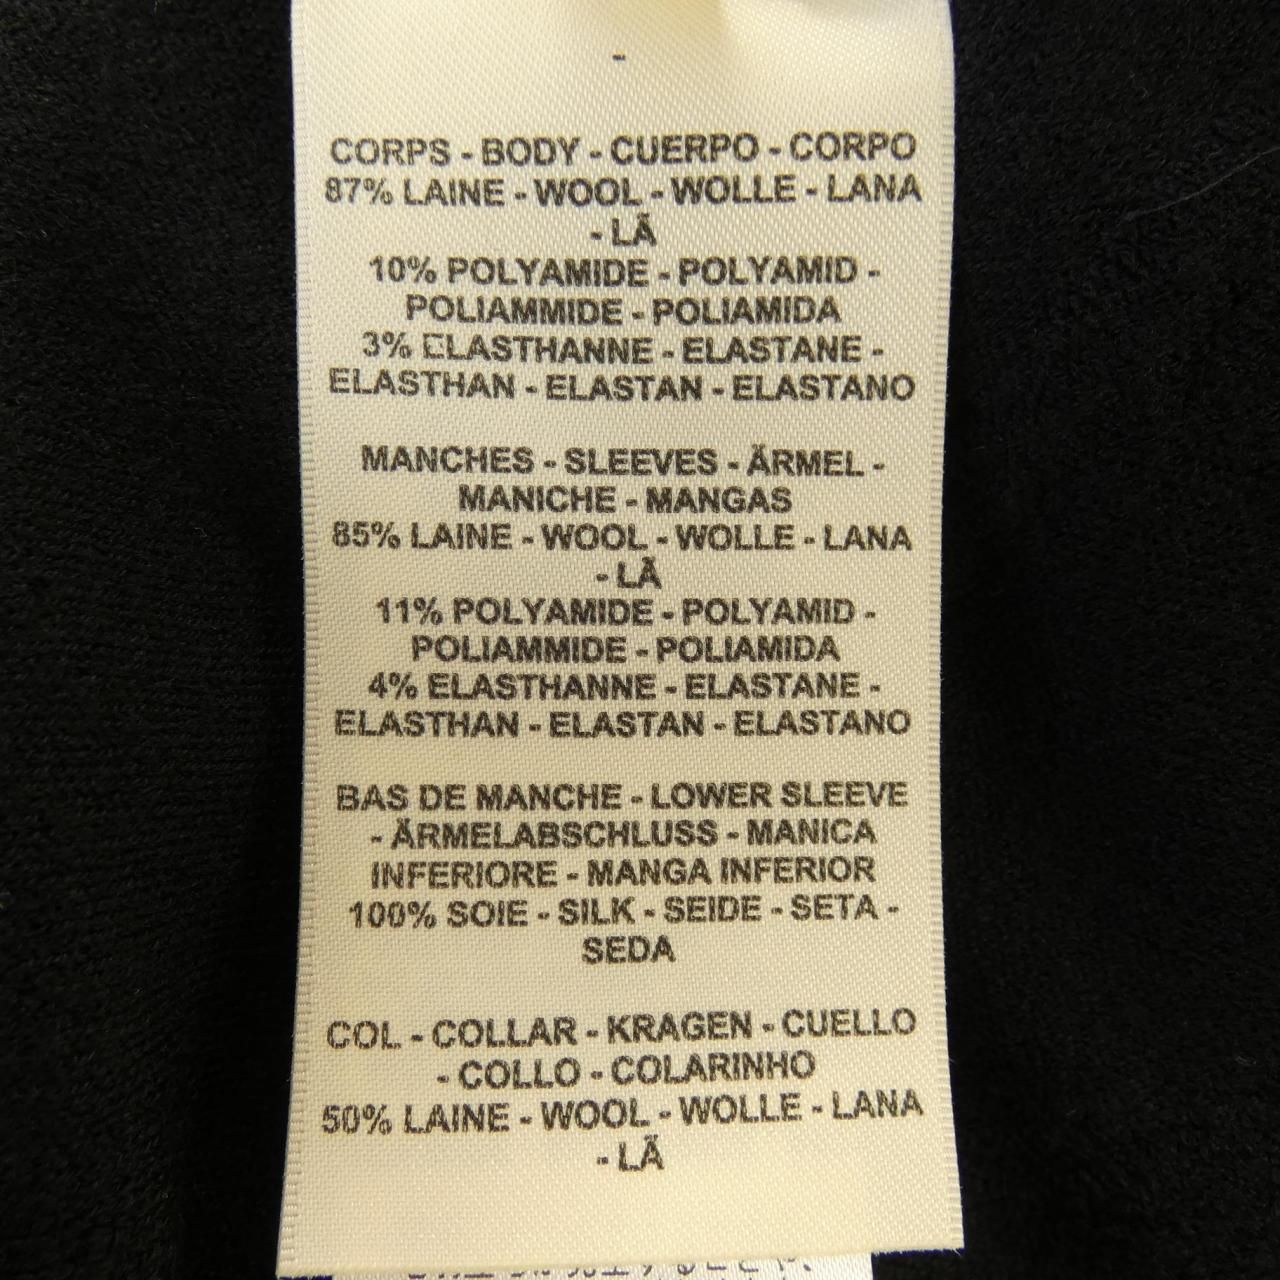 -
CORPS - BODY - CUERPO - CORPO
87% LAINE - WOOL - WOLLE - LANA
- LÃ
10% POLYAMIDE - POLYAMID -
POLIAMMIDE - POLIAMIDA
3% ELASTHANNE - ELASTANE -
ELASTHAN - ELASTAN - ELASTANO
MANCHES - SLEEVES - ÄRMEL -
MANICHE - MANGAS
85% LAINE - WOOL - WOLLE - LANA
- LÃ
11% POLYAMIDE - POLYAMID -
POLIAMMIDE - POLIAMIDA
4% ELASTHANNE - ELASTANE -
ELASTHAN - ELASTAN - ELASTANO
BAS DE MANCHE - LOWER SLEEVE
- ÄRMELABSCHLUSS - MANICA
INFERIORE - MANGA INFERIOR
100% SOIE - SILK - SEIDE - SETA -
SEDA
COL - COLLAR - KRAGEN - CUELLO
- COLLO - COLARINHO
50% LAINE - WOOL - WOLLE - LANA
- LÃ